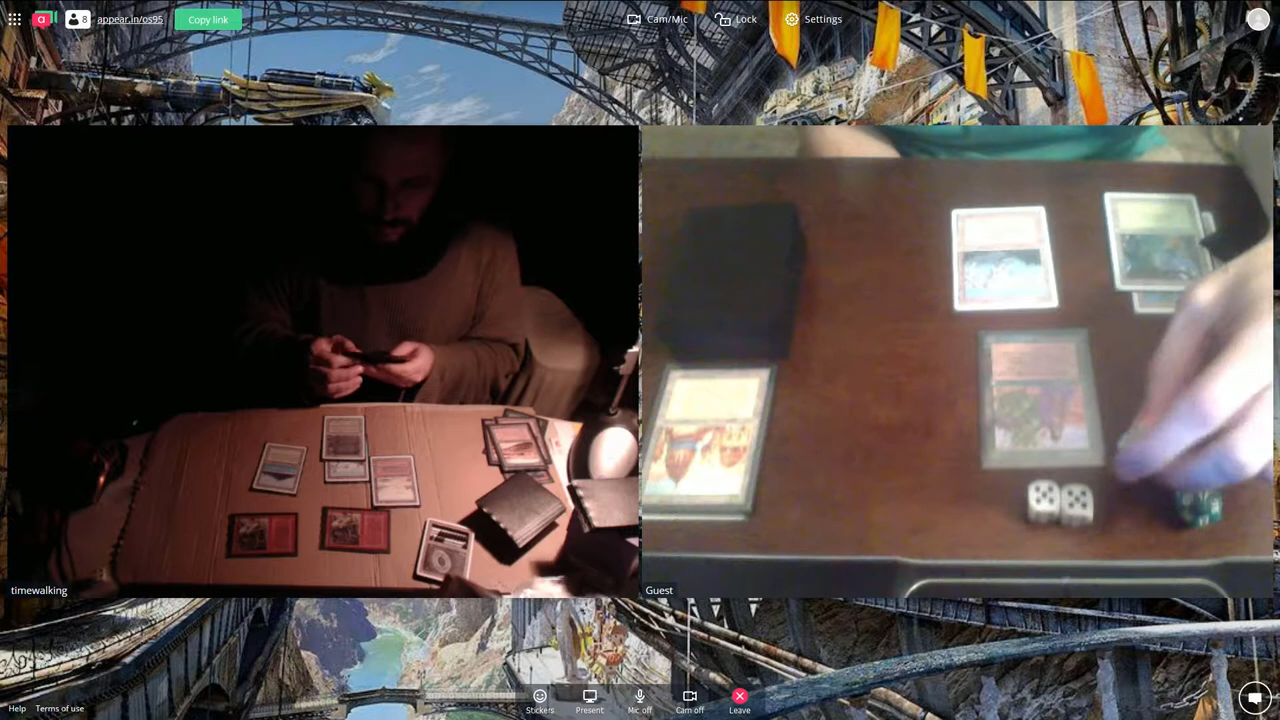 a 8 appear.in/os95 Copy link Cam/Mic Lock Settings
timewalking Guest
Stickers Present Mic off Cam off Leave
Help Terms of use